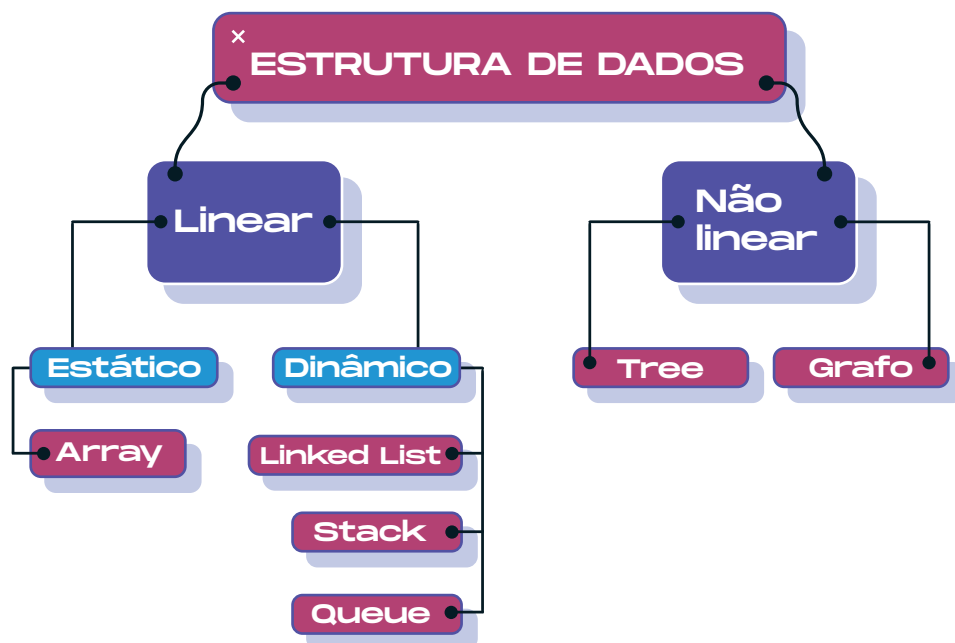 ESTRUTURA DE DADOS
Linear
Não
linear
Estático
Dinâmico
Tree
Grafo
Array
Linked List
Stack
Queue